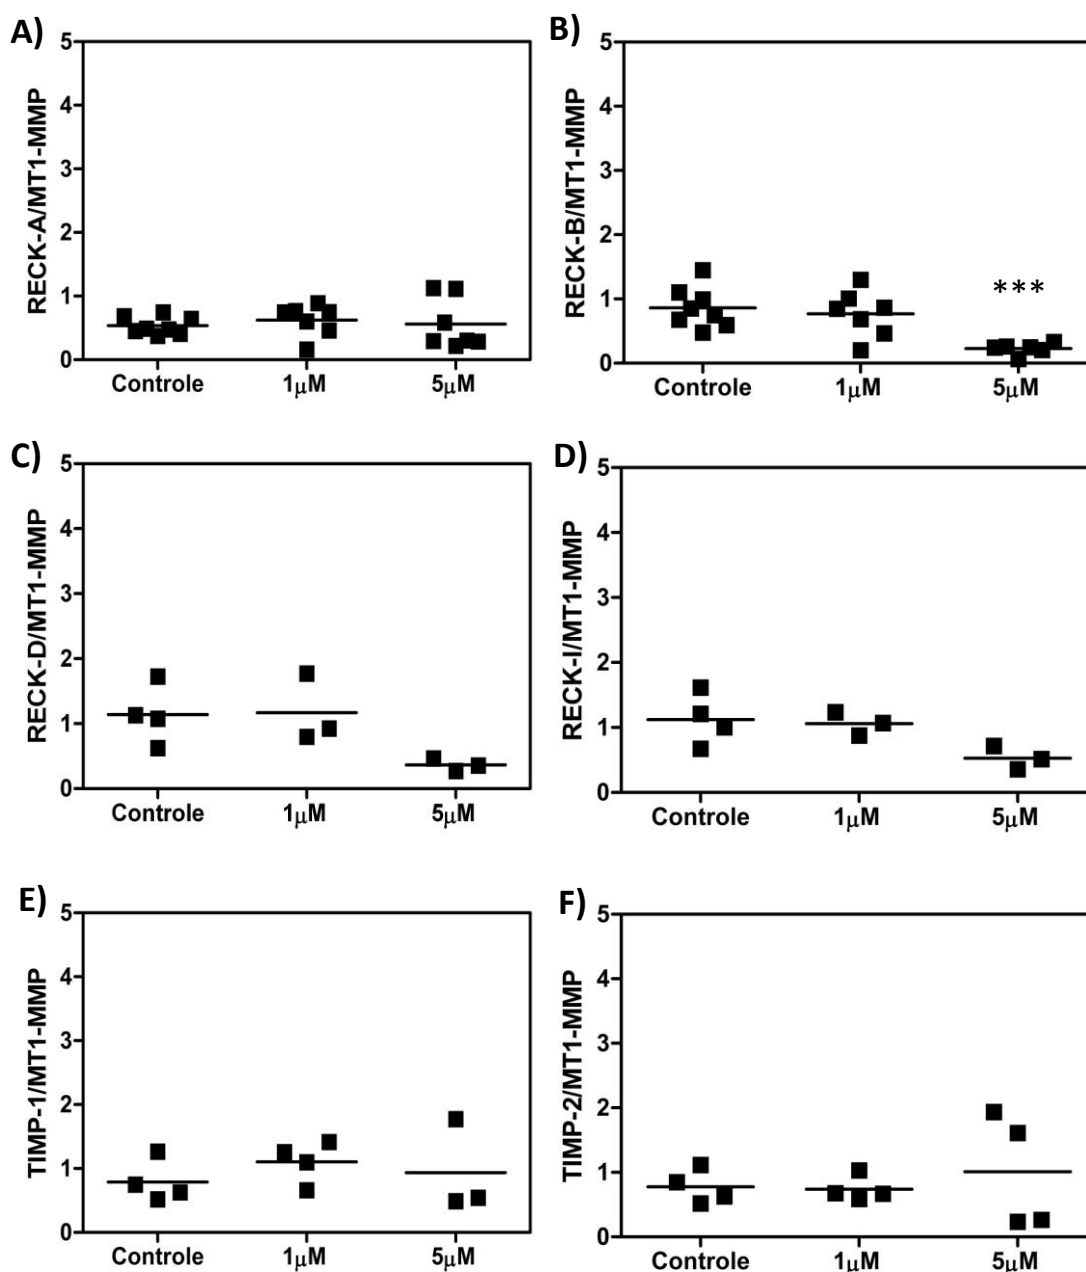 A)
RECK-A/MT1-MMP
5
4
3
2
1
0
Controle 1μM 5μM
B)
RECK-B/MT1-MMP
5
4
3
2
1
0
***
Controle 1μM 5μM
C)
RECK-D/MT1-MMP
5
4
3
2
1
0
Controle 1μM 5μM
D)
RECK-I/MT1-MMP
5
4
3
2
1
0
Controle 1μM 5μM
E)
TIMP-1/MT1-MMP
5
4
3
2
1
0
Controle 1μM 5μM
F)
TIMP-2/MT1-MMP
5
4
3
2
1
0
Controle 1μM 5μM